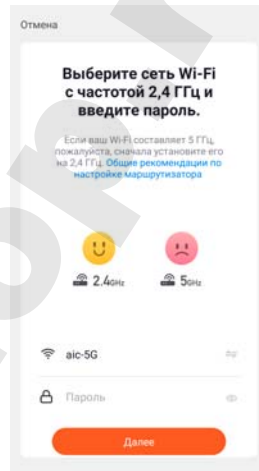 Отмена
Выберите сеть Wi-Fi
с частотой 2,4 ГГц и
введите пароль.
Если ваш Wi-Fi составляет 5 ГГц,
пожалуйста, сначала установите его
на 2,4 ГГц. Общие рекомендации по
настройке маршрутизатора
2.4GHz 5GHz
aic-5G
Пароль
Далее